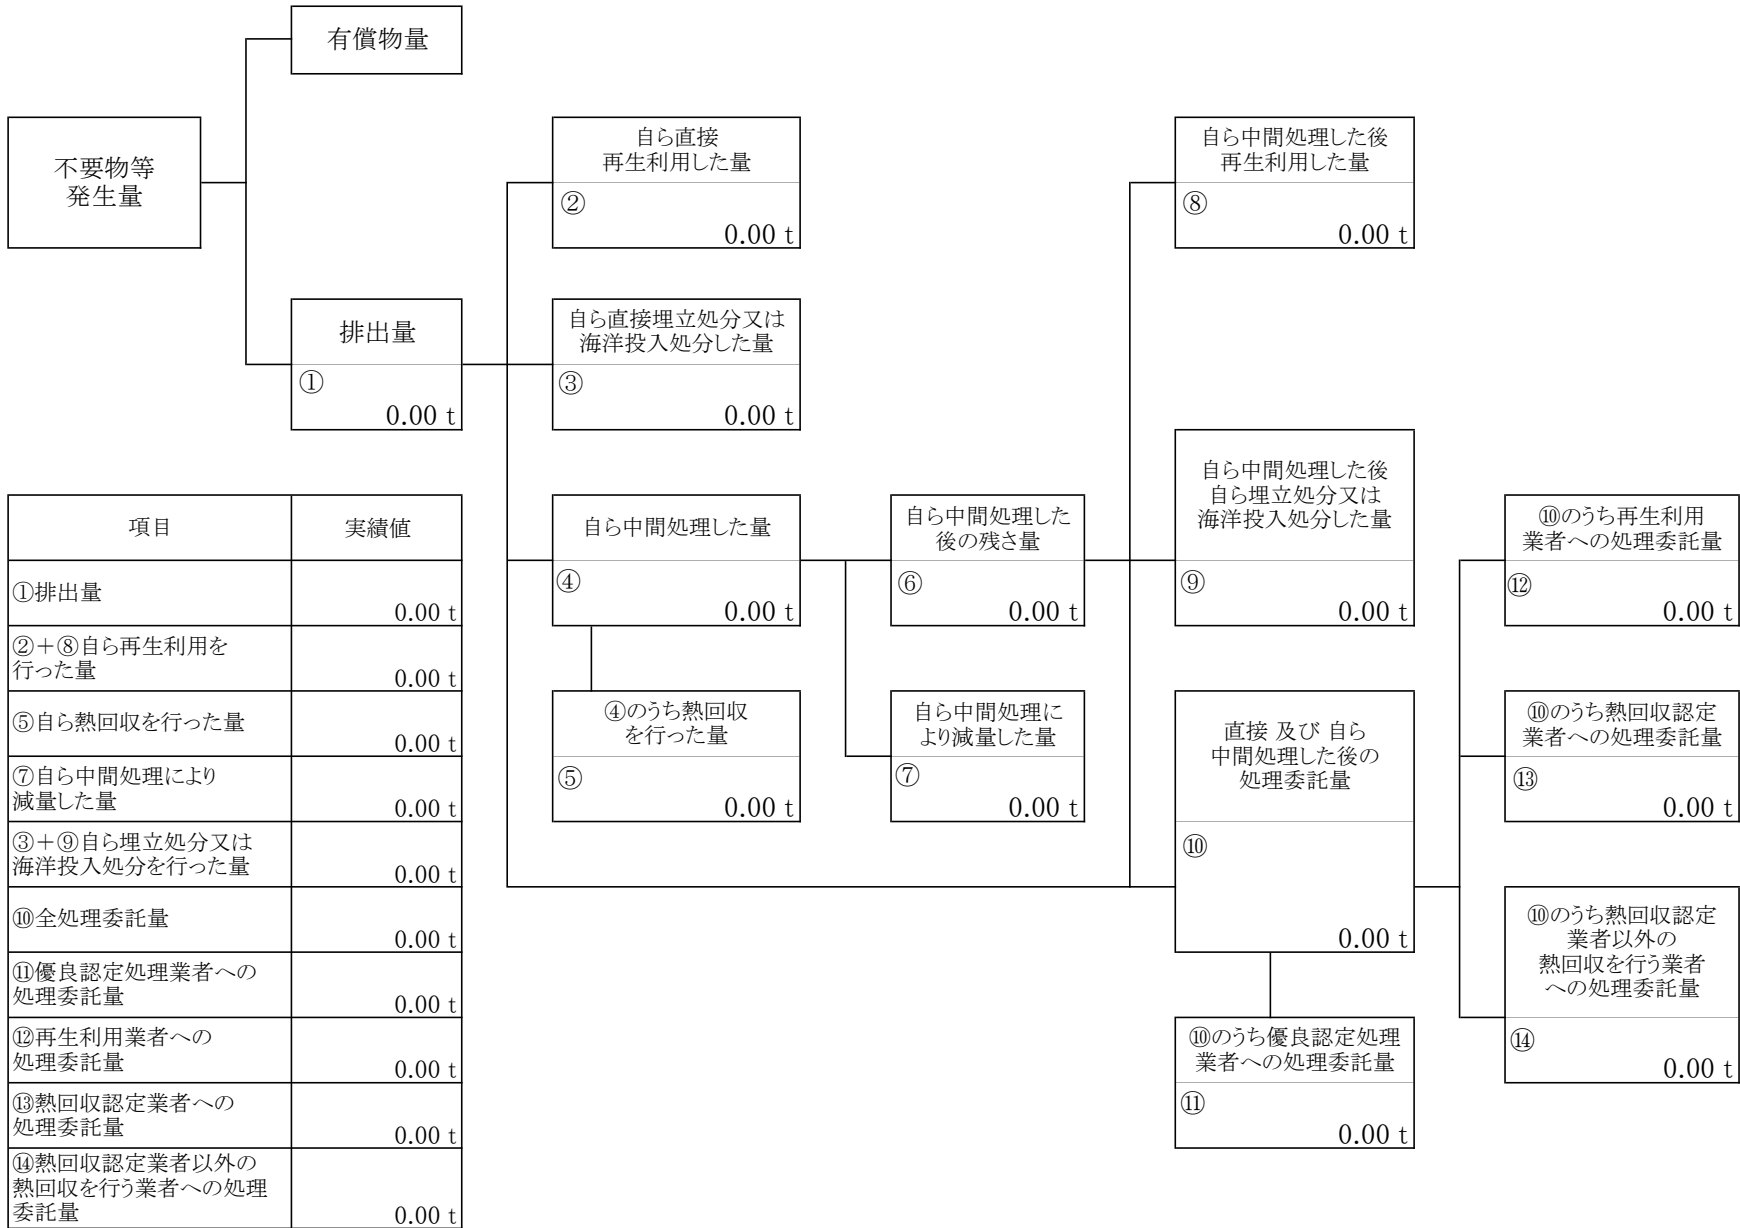 有償物量
不要物等
発生量
自ら直接
再生利用した量
②
0.00 t
自ら中間処理した後
再生利用した量
⑧
0.00 t
排出量
①
0.00 t
自ら直接埋立処分又は
海洋投入処分した量
③
0.00 t
自ら中間処理した量
④
0.00 t
自ら中間処理した
後の残さ量
⑥
0.00 t
自ら中間処理した後
自ら埋立処分又は
海洋投入処分した量
⑨
0.00 t
⑩のうち再生利用
業者への処理委託量
⑫
0.00 t
④のうち熱回収
を行った量
⑤
0.00 t
自ら中間処理に
より減量した量
⑦
0.00 t
直接 及び 自ら
中間処理した後の
処理委託量
⑩
0.00 t
⑩のうち熱回収認定
業者への処理委託量
⑬
0.00 t
⑩のうち熱回収認定
業者以外の
熱回収を行う業者
への処理委託量
⑭
0.00 t
⑩のうち優良認定処理
業者への処理委託量
⑪
0.00 t
項目 実績値
①排出量
0.00 t
②＋⑧自ら再生利用を
行った量
0.00 t
⑤自ら熱回収を行った量
0.00 t
⑦自ら中間処理により
減量した量
0.00 t
③＋⑨自ら埋立処分又は
海洋投入処分を行った量
0.00 t
⑩全処理委託量
0.00 t
⑪優良認定処理業者への
処理委託量
0.00 t
⑫再生利用業者への
処理委託量
0.00 t
⑬熱回収認定業者への
処理委託量
0.00 t
⑭熱回収認定業者以外の
熱回収を行う業者への処理
委託量
0.00 t